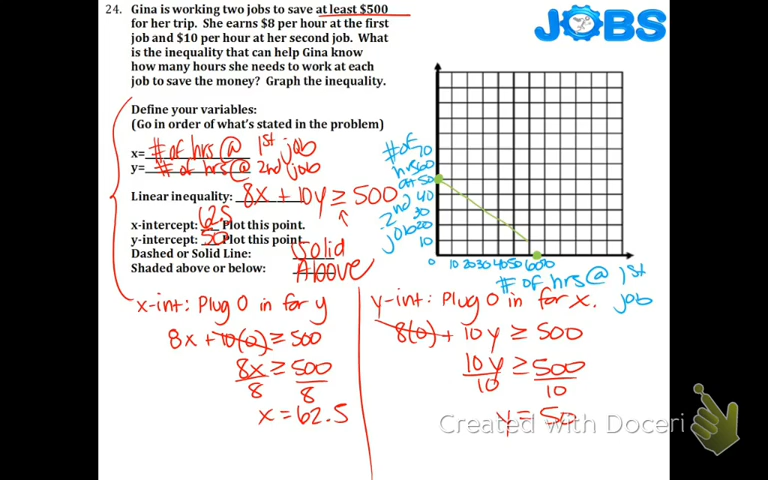 24. Gina is working two jobs to save at least $500
for her trip. She earns $8 per hour at the first
job and $10 per hour at her second job. What
is the inequality that can help Gina know
how many hours she needs to work at each
job to save the money? Graph the inequality.
JOBS
Define your variables:
(Go in order of what's stated in the problem)
x= # of hrs @ 1st job
y= # of hrs @ 2nd job
Linear inequality: 8x + 10y ≥ 500
x-intercept: 62.5 Plot this point.
y-intercept: 50 Plot this point.
Dashed or Solid Line: Solid
Shaded above or below: Above
# of
hrs
at
2nd
job
70
60
50
40
30
20
10
0 10 20 30 40 50 60 70
# of hrs @ 1st
job
x-int: Plug 0 in for y
8x + 10(0) ≥ 500
8x ≥ 500
8 8
x = 62.5
y-int: Plug 0 in for x.
8(0) + 10y ≥ 500
10y ≥ 500
10 10
y = 50
Created with Doceri